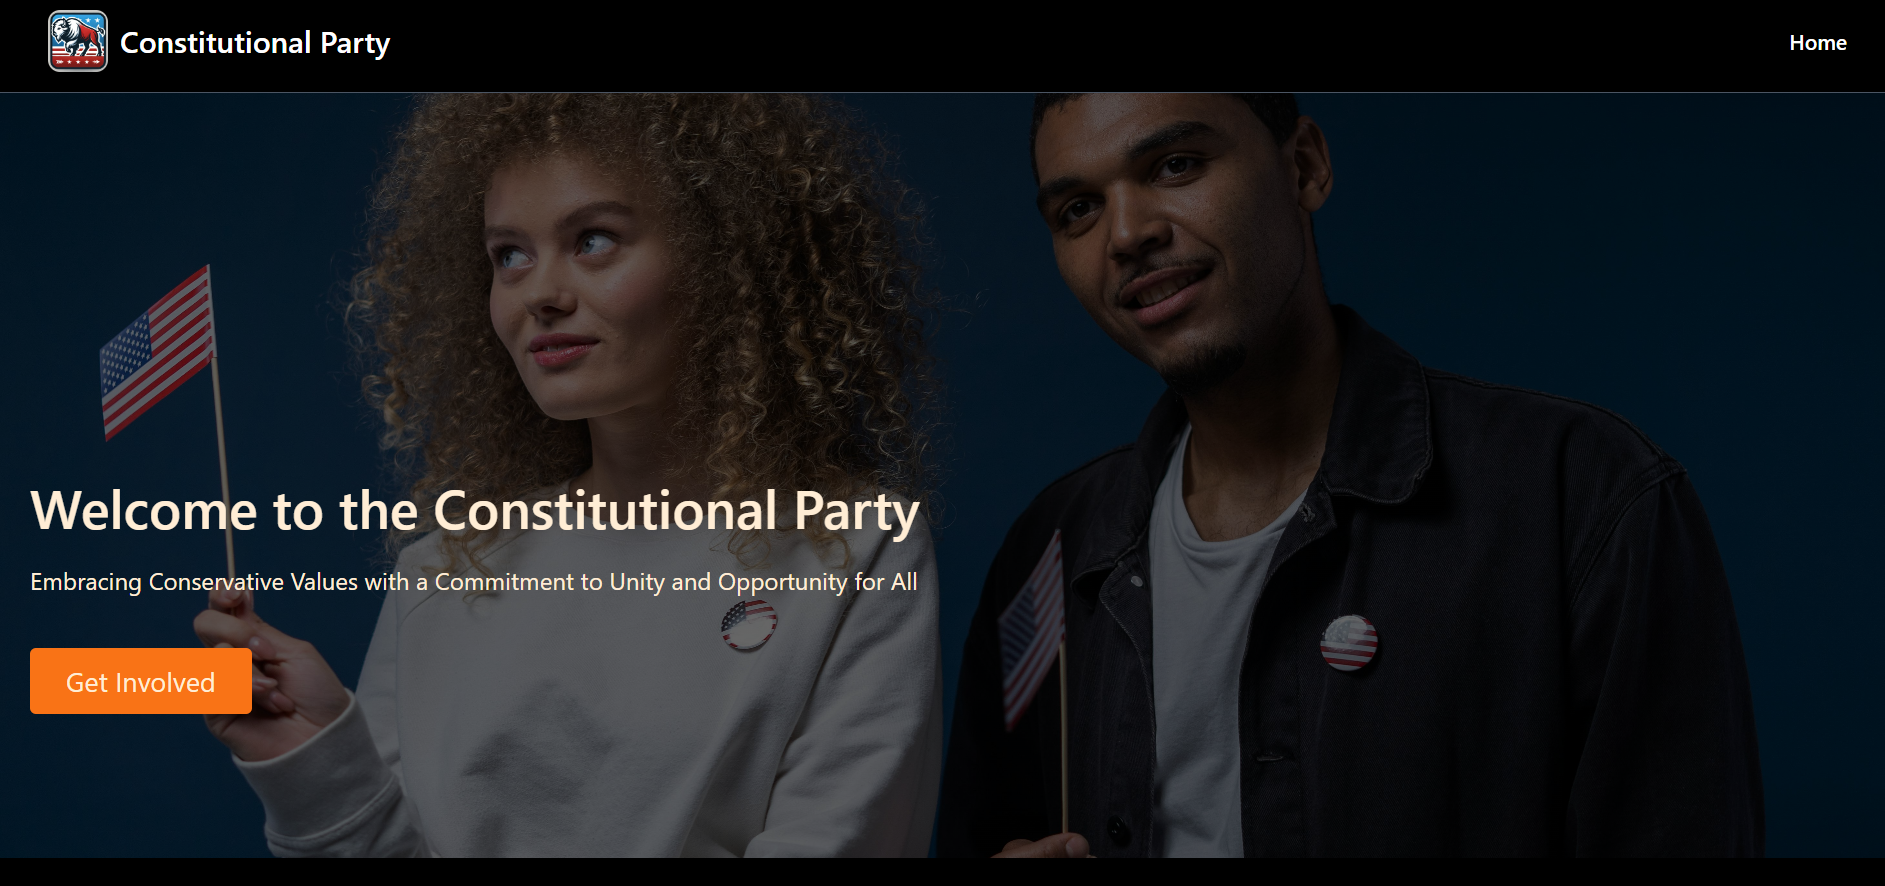 Constitutional Party
Home
Welcome to the Constitutional Party
Embracing Conservative Values with a Commitment to Unity and Opportunity for All
Get Involved